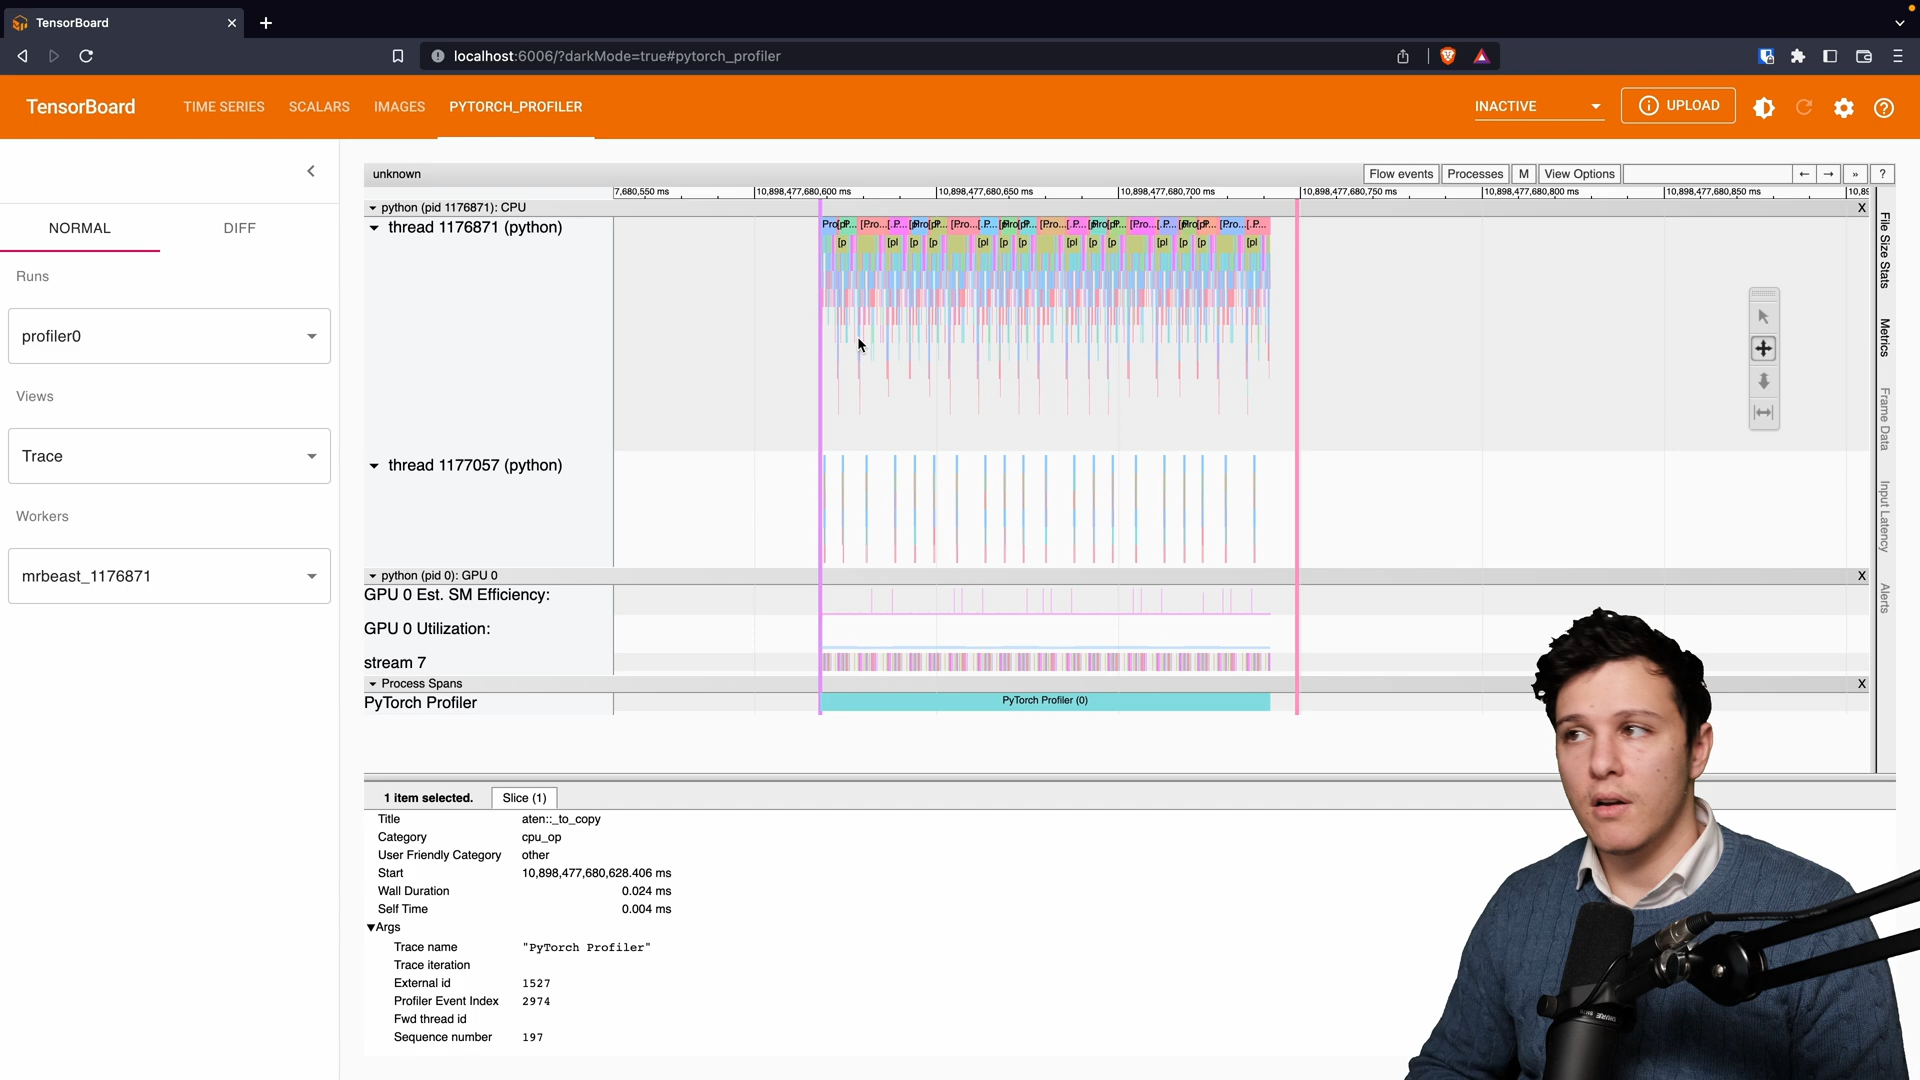 TensorBoard
localhost:6006/?darkMode=true#pytorch_profiler
TensorBoard
TIME SERIES
SCALARS
IMAGES
PYTORCH_PROFILER
INACTIVE
UPLOAD
NORMAL
DIFF
Runs
profiler0
Views
Trace
Workers
mrbeast_1176871
unknown
Flow events
Processes
M
View Options
←
→
»
?
7,680,550 ms
10,898,477,680,600 ms
10,898,477,680,650 ms
10,898,477,680,700 ms
10,898,477,680,750 ms
10,898,477,680,800 ms
10,898,477,680,850 ms
python (pid 1176871): CPU
X
thread 1176871 (python)
thread 1177057 (python)
python (pid 0): GPU 0
X
GPU 0 Est. SM Efficiency:
GPU 0 Utilization:
stream 7
Process Spans
X
PyTorch Profiler
PyTorch Profiler (0)
File Size Stats
Metrics
Frame Data
Input Latency
Alerts
1 item selected.
Slice (1)
Title aten::_to_copy
Category cpu_op
User Friendly Category other
Start 10,898,477,680,628.406 ms
Wall Duration 0.024 ms
Self Time 0.004 ms
▼Args
Trace name "PyTorch Profiler"
Trace iteration
External id 1527
Profiler Event Index 2974
Fwd thread id
Sequence number 197